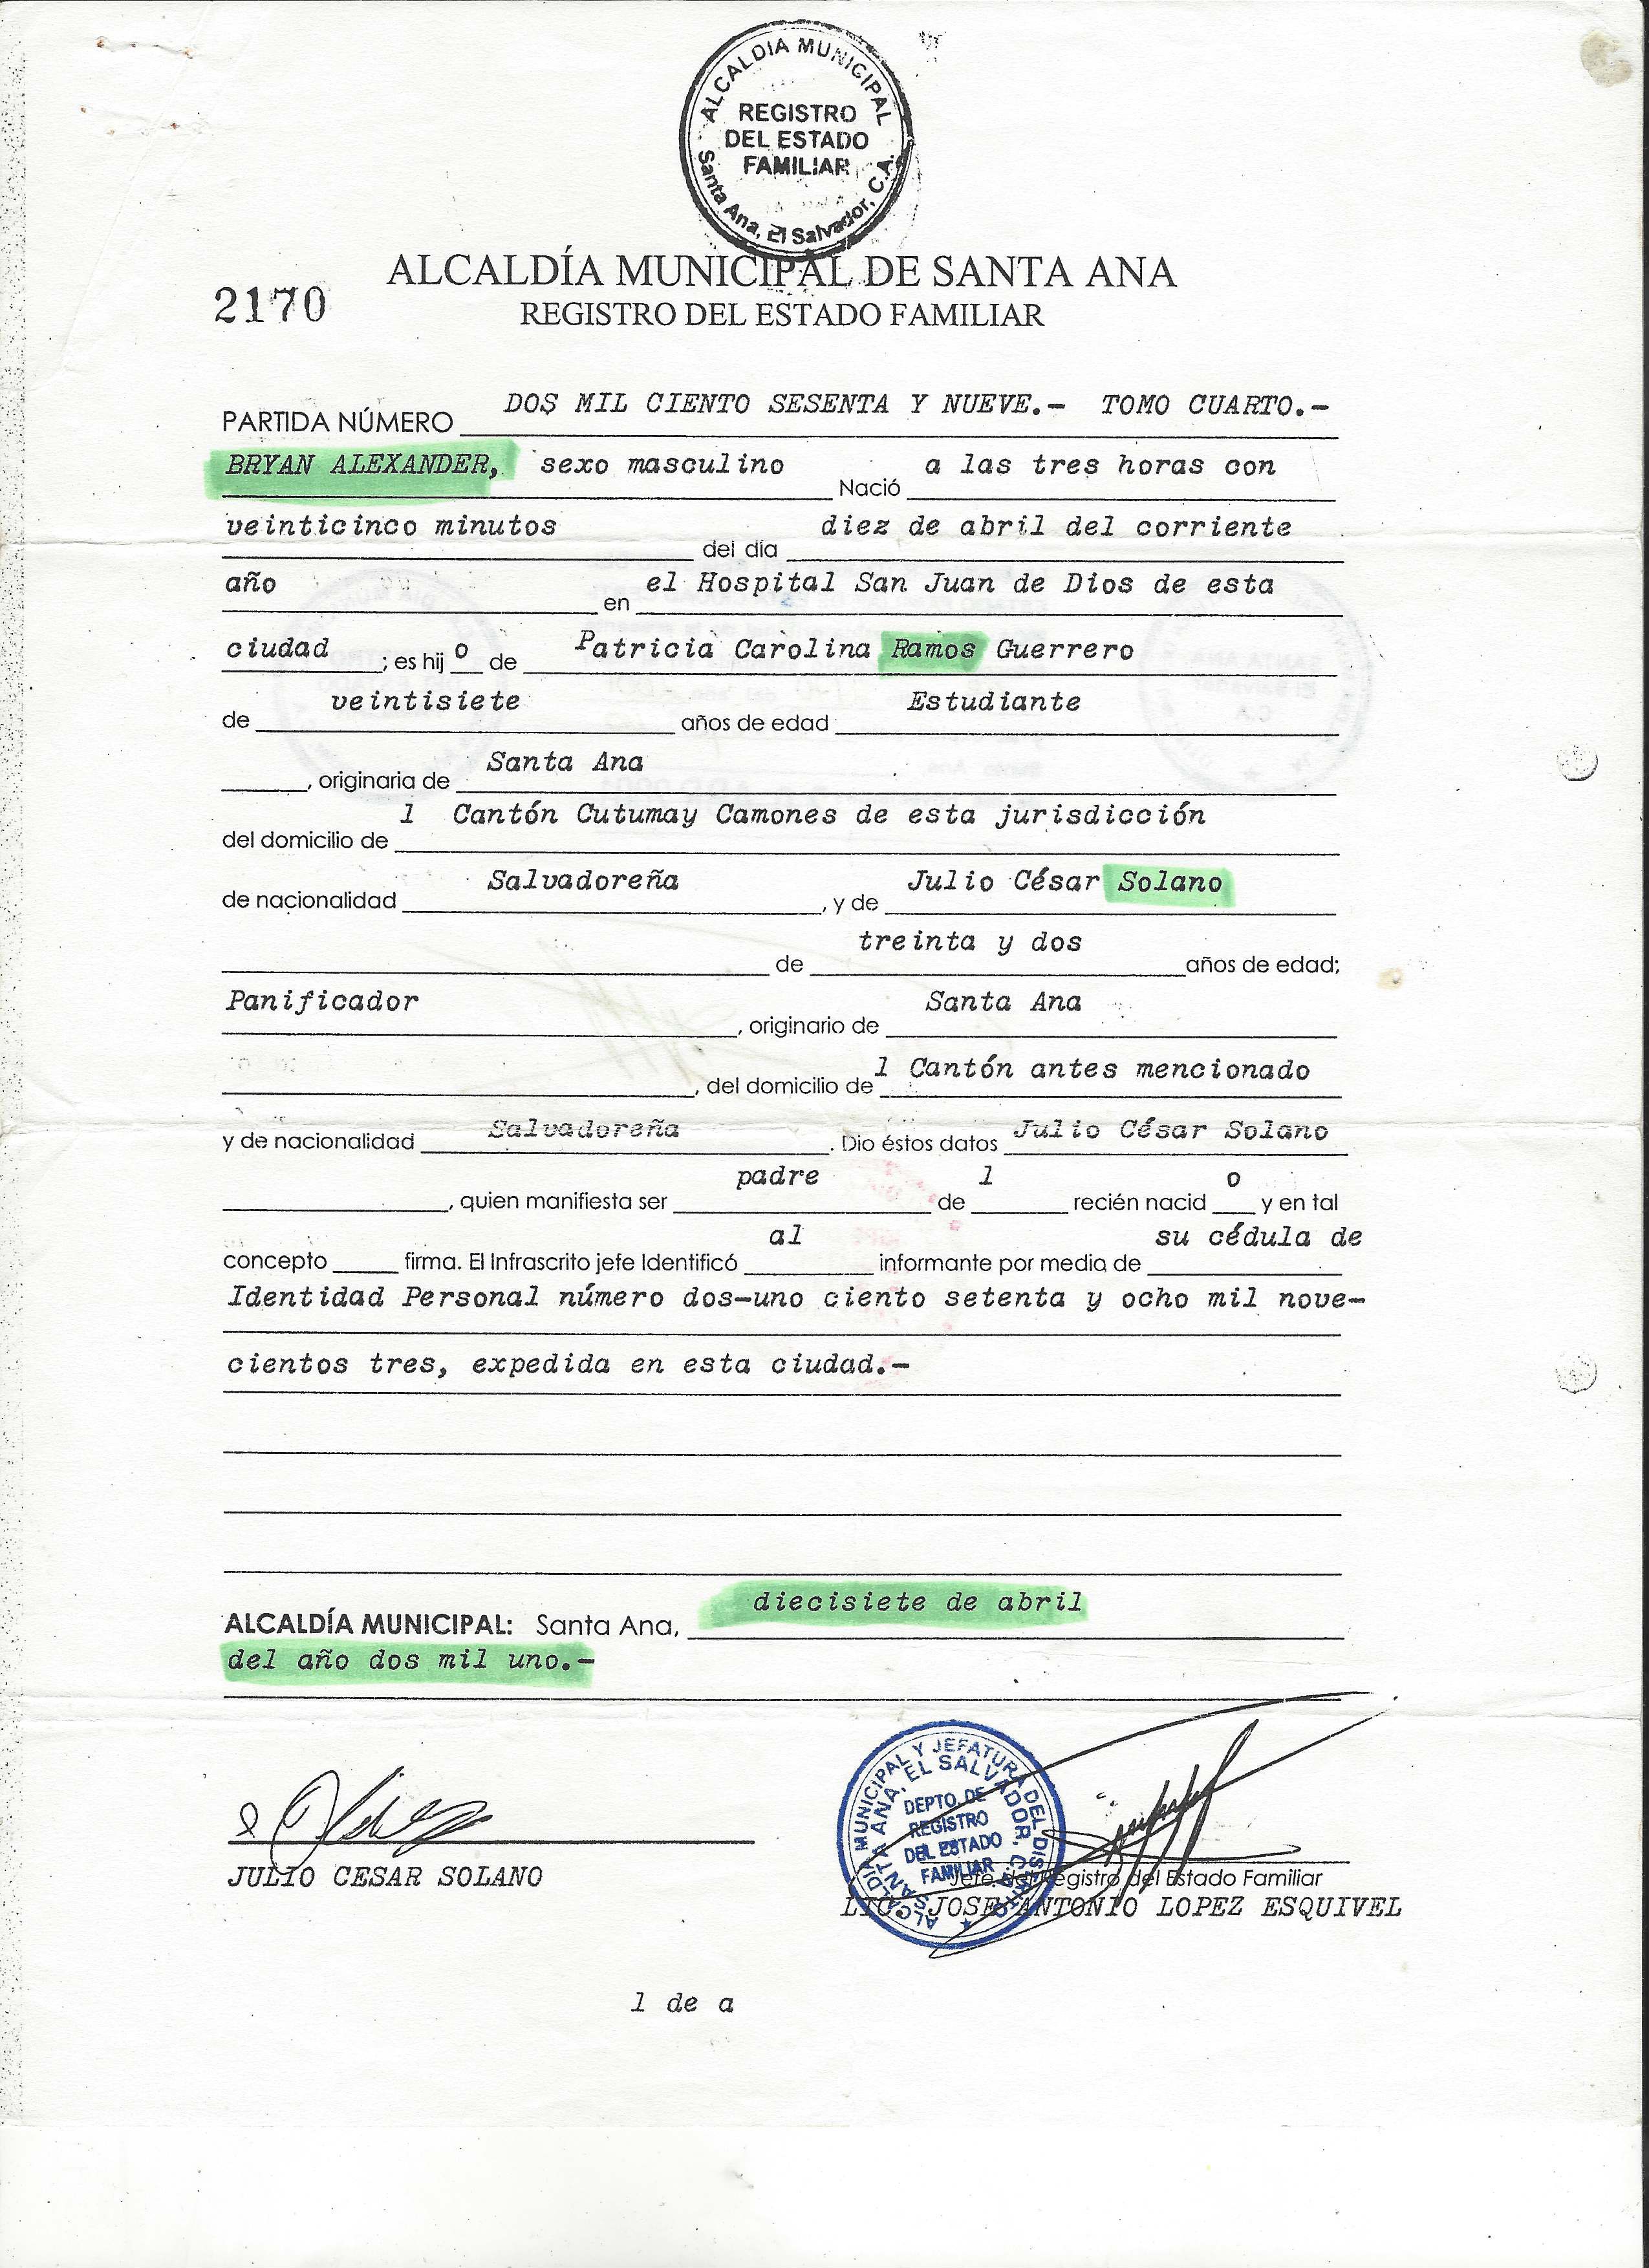 ALCALDIA MUNICIPAL
REGISTRO
DEL ESTADO
FAMILIAR
Santa Ana, El Salvador, C.A.
ALCALDÍA MUNICIPAL DE SANTA ANA
2170
REGISTRO DEL ESTADO FAMILIAR
PARTIDA NÚMERO DOS MIL CIENTO SESENTA Y NUEVE.- TOMO CUARTO.-
BRYAN ALEXANDER, sexo masculino Nació a las tres horas con
veinticinco minutos del día diez de abril del corriente
año en el Hospital San Juan de Dios de esta
ciudad ; es hij o de Patricia Carolina Ramos Guerrero
de veintisiete años de edad Estudiante
, originaria de Santa Ana
del domicilio de l Cantón Cutumay Camones de esta jurisdicción
de nacionalidad Salvadoreña , y de Julio César Solano
de treinta y dos años de edad;
Panificador , originario de Santa Ana
, del domicilio de l Cantón antes mencionado
y de nacionalidad Salvadoreña . Dio éstos datos Julio César Solano
, quien manifiesta ser padre de l recién nacid o y en tal
concepto firma. El Infrascrito jefe Identificó al informante por medio de su cédula de
Identidad Personal número dos-uno ciento setenta y ocho mil nove-
cientos tres, expedida en esta ciudad.-
ALCALDÍA MUNICIPAL: Santa Ana, diecisiete de abril
del año dos mil uno.-
ALCALDIA MUNICIPAL Y JEFATURA DEL DISTRITO
SANTA ANA, EL SALVADOR, C.A.
DEPTO. DE
REGISTRO
DEL ESTADO
FAMILIAR
JULIO CESAR SOLANO
Jefe del Registro del Estado Familiar
LIC. JOSE ANTONIO LOPEZ ESQUIVEL
l de a